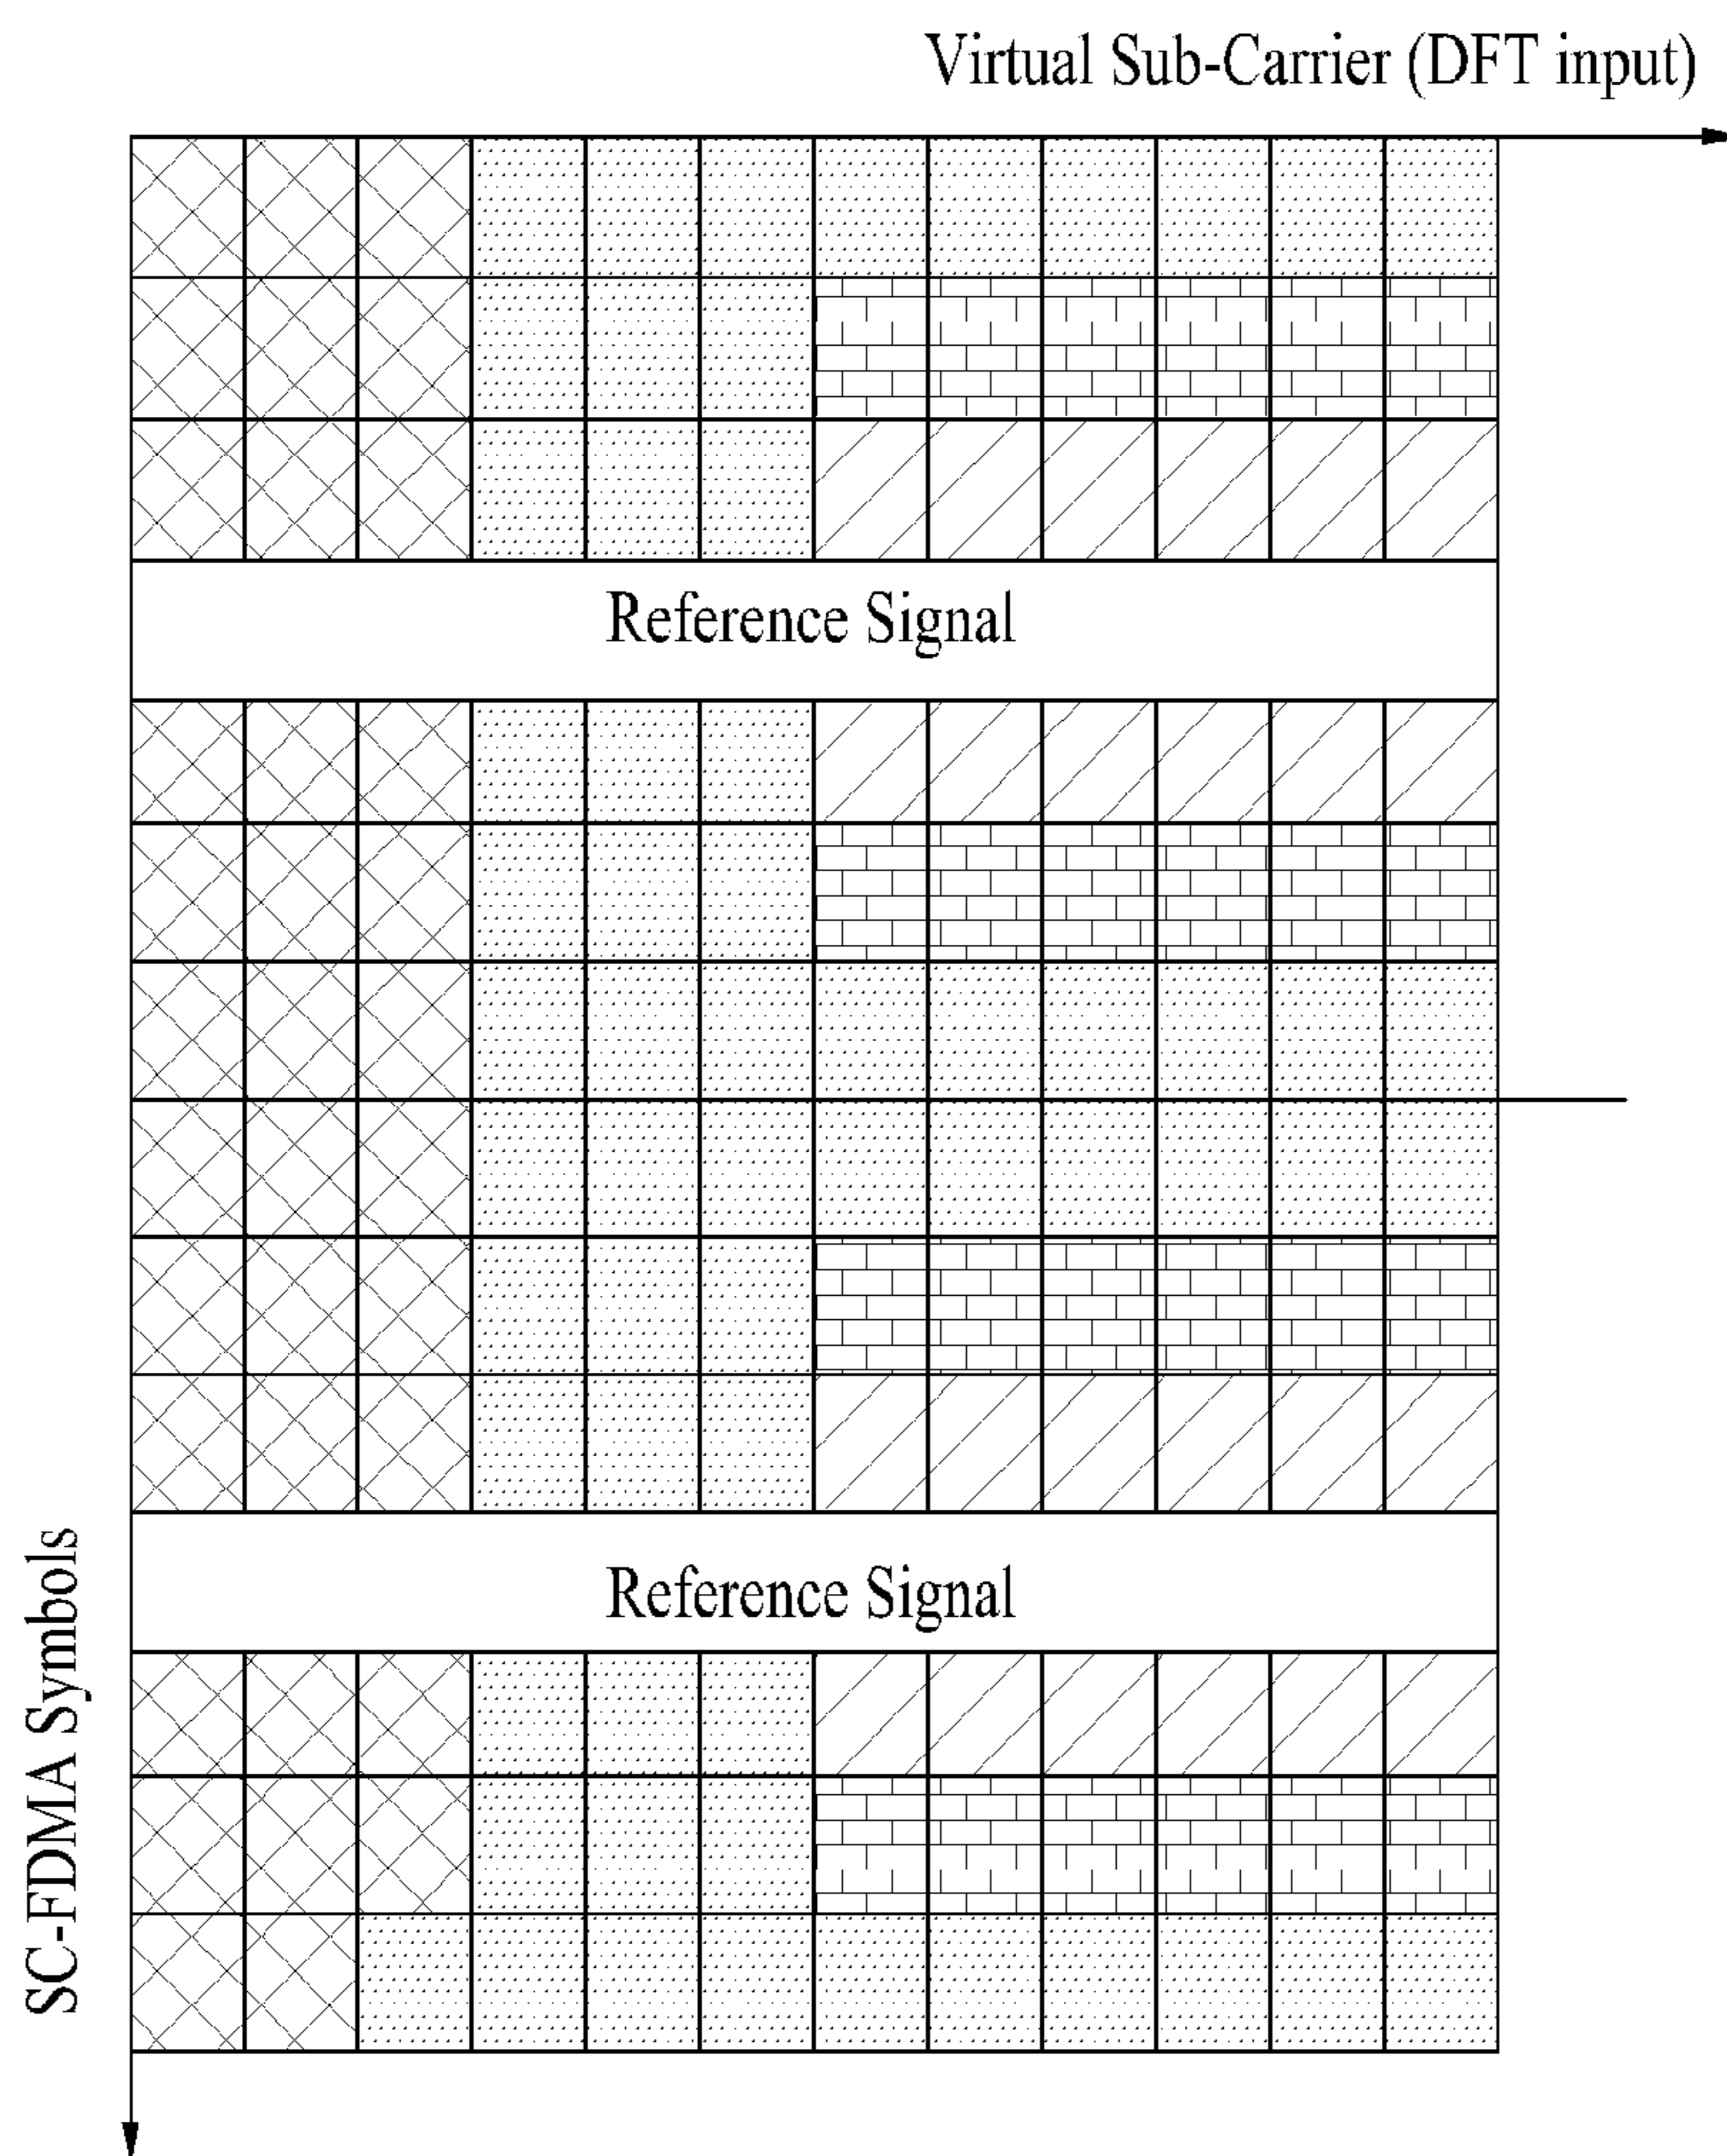 Virtual Sub-Carrier (DFT input)
Reference Signal
Reference Signal
SC-FDMA Symbols